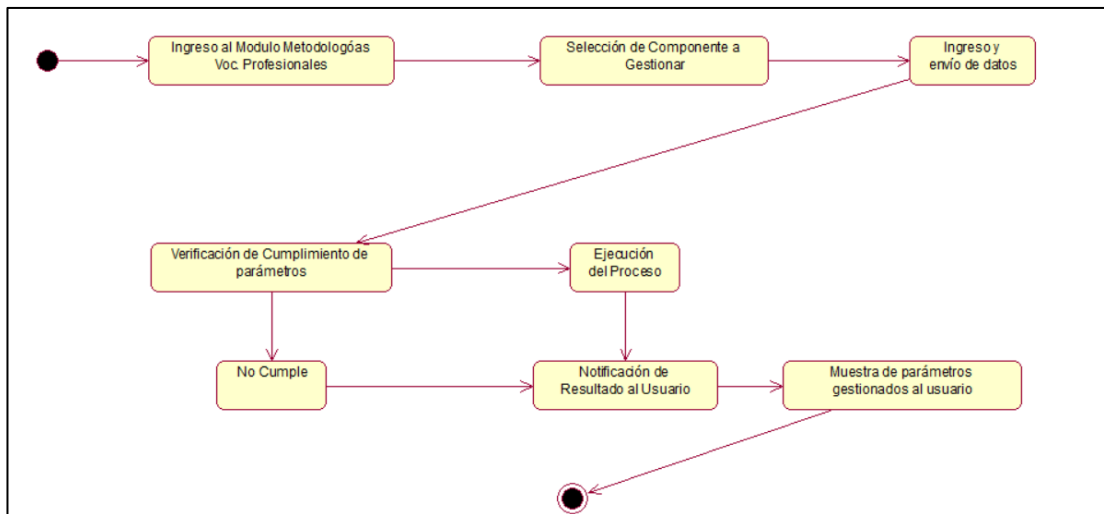 Ingreso al Modulo Metodologóas
Voc. Profesionales
Selección de Componente a
Gestionar
Ingreso y
envío de datos
Verificación de Cumplimiento de
parámetros
Ejecución
del Proceso
No Cumple
Notificación de
Resultado al Usuario
Muestra de parámetros
gestionados al usuario